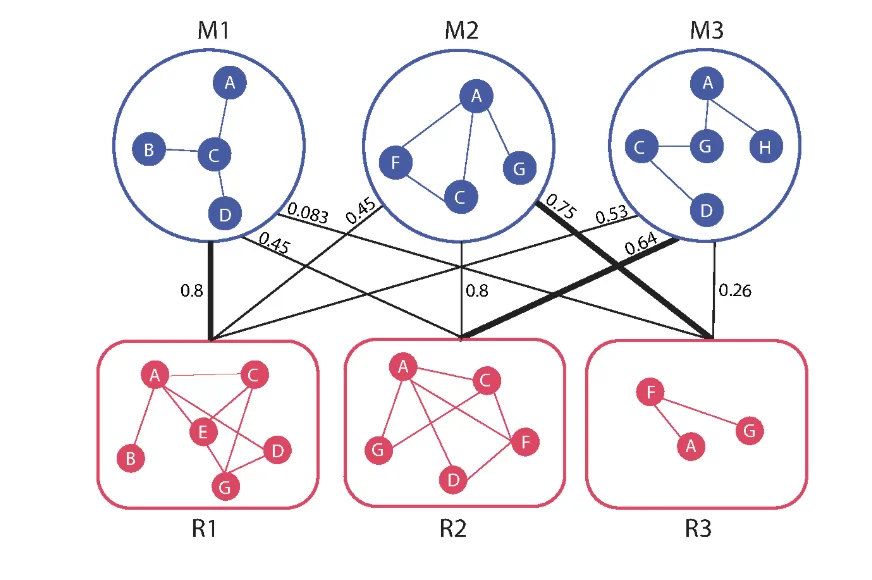 M1 M2 M3
A A A
B C F G C G H
D C D
0.083 0.45 0.75 0.53
0.45 0.64
0.8 0.8 0.26
A C A C F
E G
B D G F A
G D
R1 R2 R3